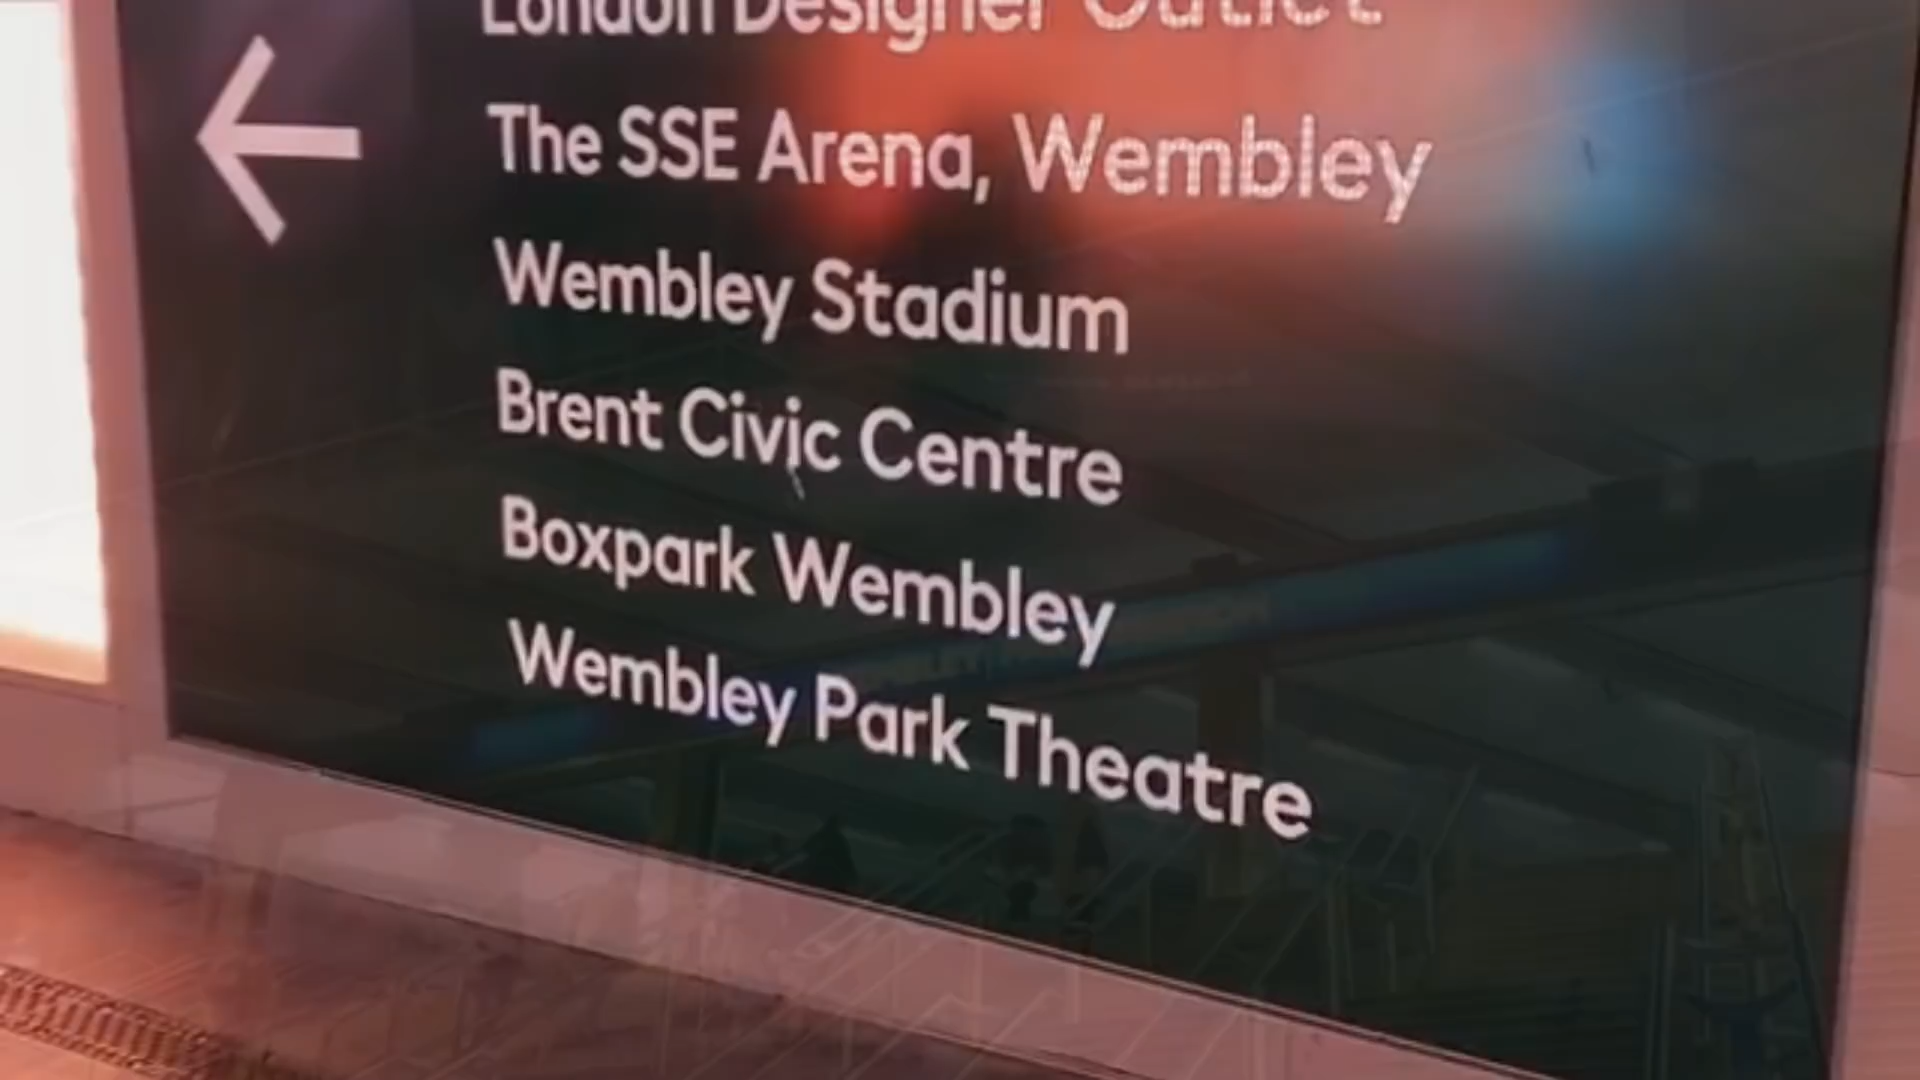 London Designer Outlet
The SSE Arena, Wembley
Wembley Stadium
Brent Civic Centre
Boxpark Wembley
Wembley Park Theatre